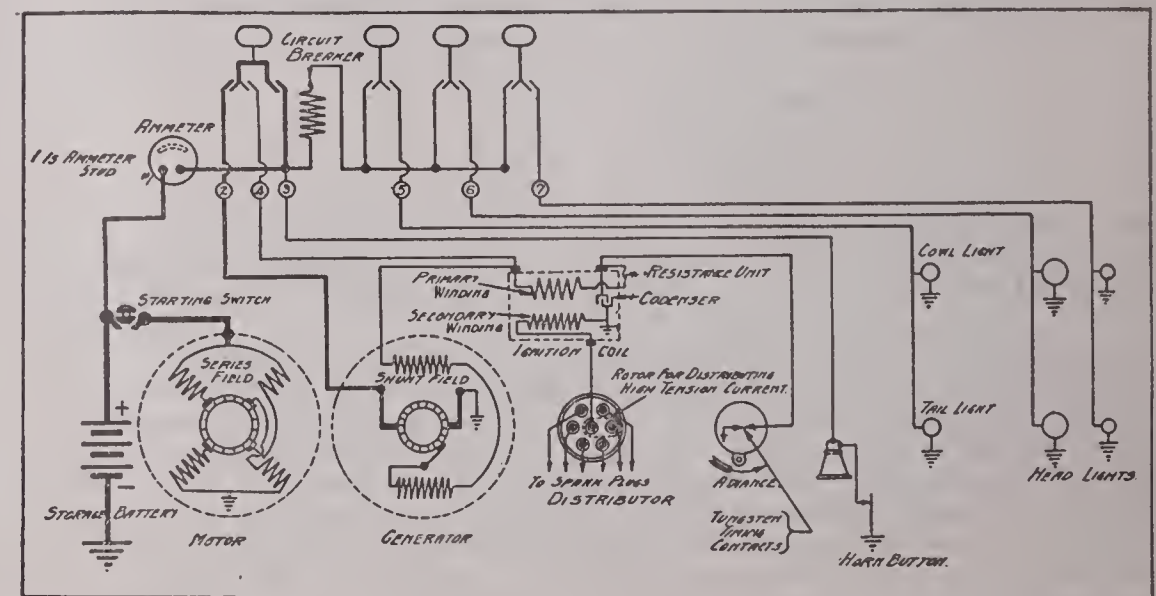 CIRCUIT
BREAKER
AMMETER
1 IS AMMETER
STUD
1
2
4
3
5
6
7
COWL LIGHT
RESISTANCE UNIT
PRIMARY
WINDING
CODENSER
STARTING SWITCH
SECONDARY
WINDING
IGNITION COIL
SERIES
FIELD
SHUNT FIELD
ROTOR FOR DISTRIBUTING
HIGH TENSION CURRENT.
+
TAIL LIGHT
−
TO SPARK PLUGS
DISTRIBUTOR
ADVANCE
HEAD LIGHTS.
STORAGE BATTERY
MOTOR
GENERATOR
TUNGSTEN
TIMING
CONTACTS
HORN BUTTON.